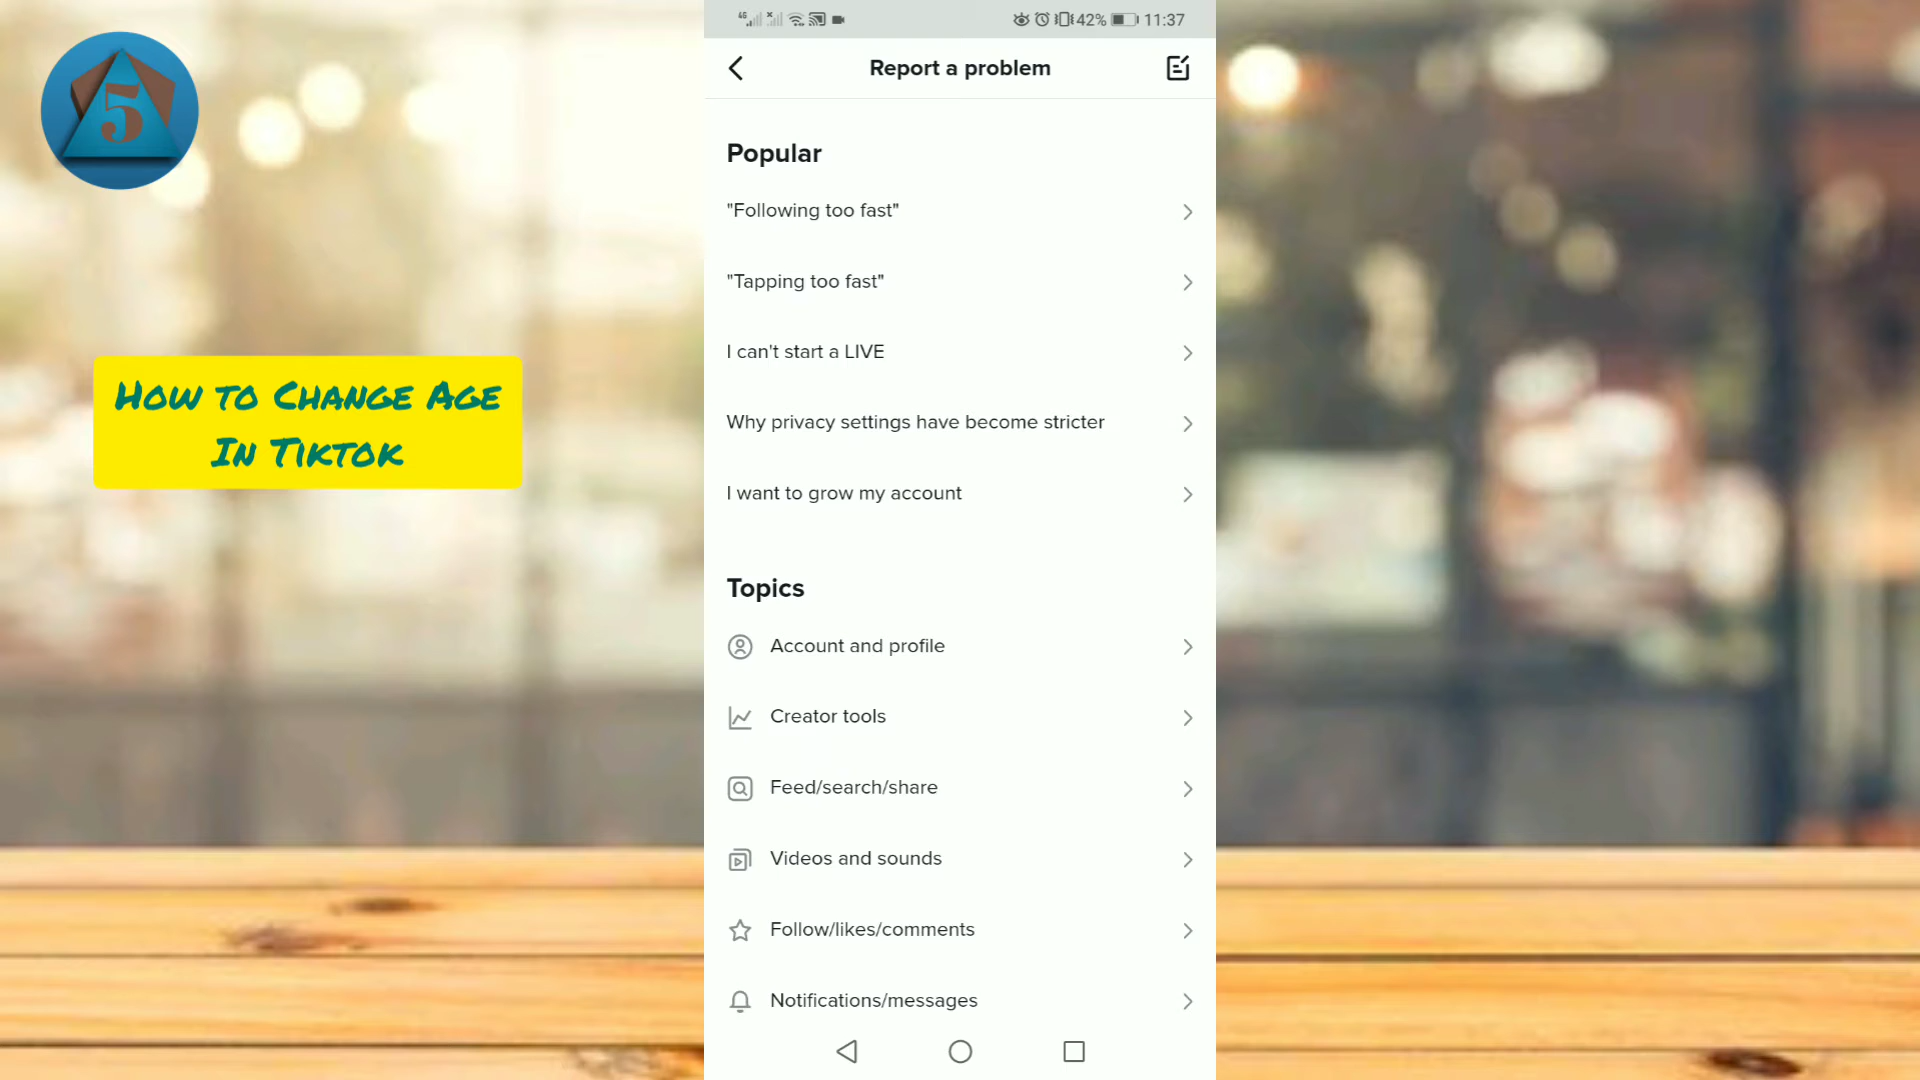 4G
42%
11:37
5
Report a problem
How to Change Age
In Tiktok
Popular
"Following too fast"
"Tapping too fast"
I can't start a LIVE
Why privacy settings have become stricter
I want to grow my account
Topics
Account and profile
Creator tools
Feed/search/share
Videos and sounds
Follow/likes/comments
Notifications/messages